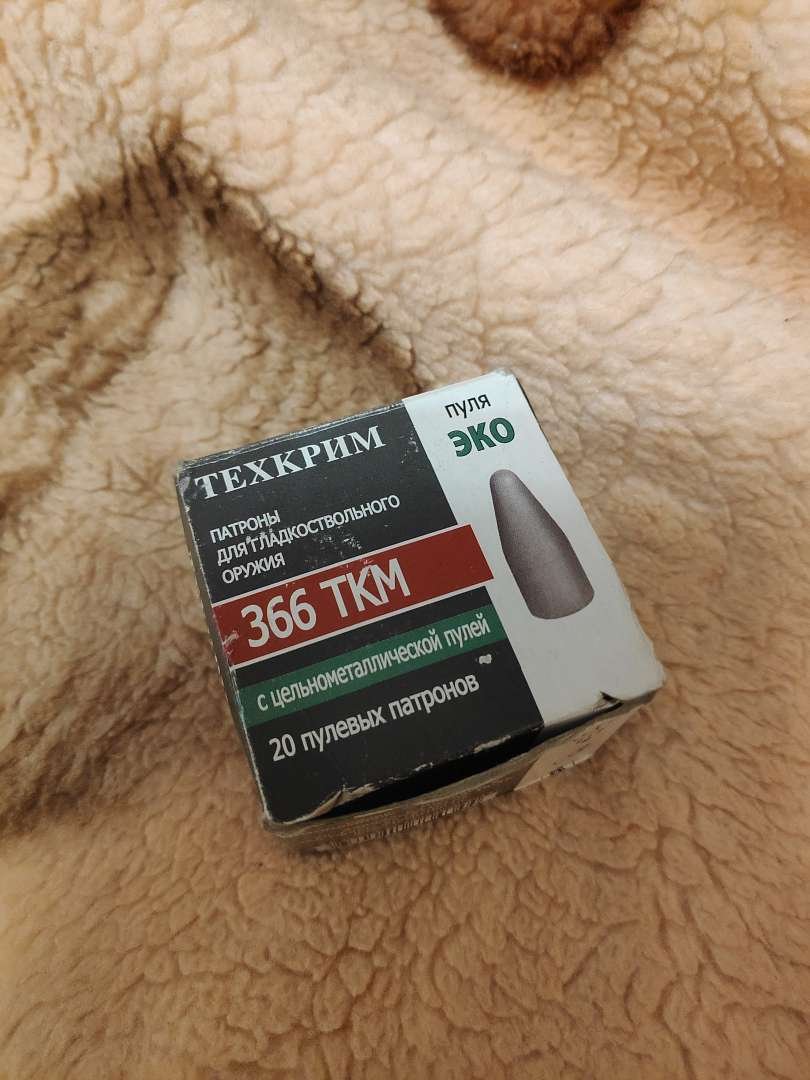 ТЕХКРИМ
ПАТРОНЫ
ДЛЯ ГЛАДКОСТВОЛЬНОГО
ОРУЖИЯ
366 ТКМ
с цельнометаллической пулей
20 пулевых патронов
пуля
ЭКО